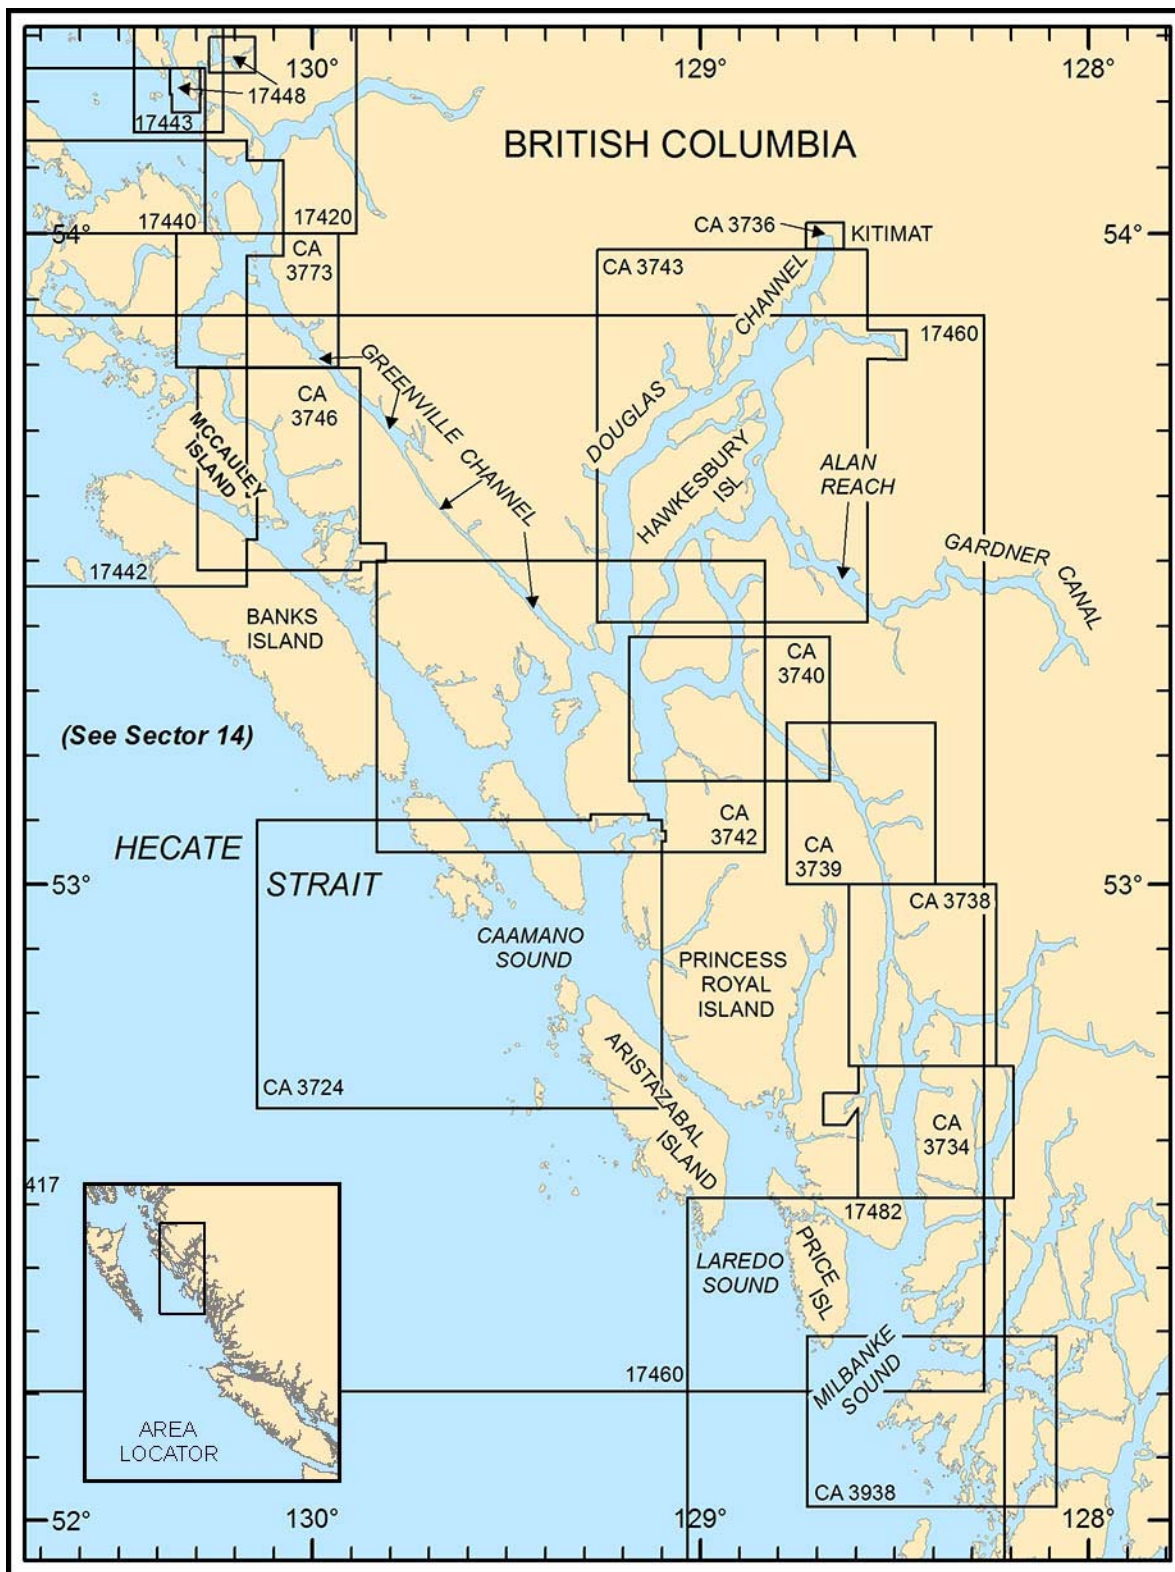 130°
129°
128°
17448
17443
BRITISH COLUMBIA
17440
17420
54°
CA 3736
KITIMAT
54°
CA
3773
CA 3743
CHANNEL
17460
GREENVILLE CHANNEL
CA
3746
MCCAULEY
ISLAND
DOUGLAS
HAWKESBURY
ISL
ALAN
REACH
GARDNER CANAL
17442
BANKS
ISLAND
CA
3740
(See Sector 14)
CA
3742
HECATE
STRAIT
CA
3739
53°
53°
CA 3738
CAAMANO
SOUND
PRINCESS
ROYAL
ISLAND
ARISTAZABAL
ISLAND
CA 3724
CA
3734
417
17482
LAREDO
SOUND
PRICE ISL
MILBANKE
SOUND
17460
AREA
LOCATOR
CA 3938
52°
130°
129°
128°